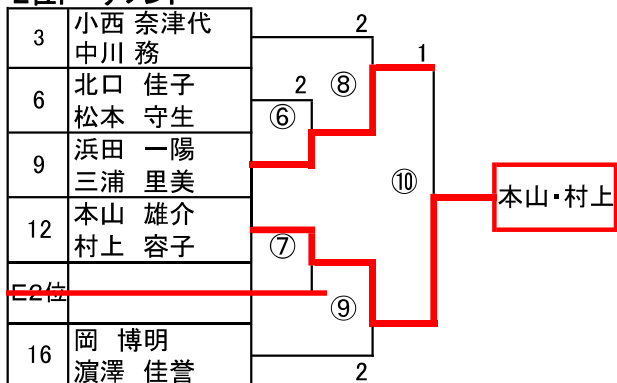 2
3
小西 奈津代
中川 務
1
6
北口 佳子
松本 守生
2
⑧
⑥
9
浜田 一陽
三浦 里美
⑩
12
本山 雄介
村上 容子
⑦
本山・村上
E2位
⑨
16
岡 博明
濵澤 佳誉
2